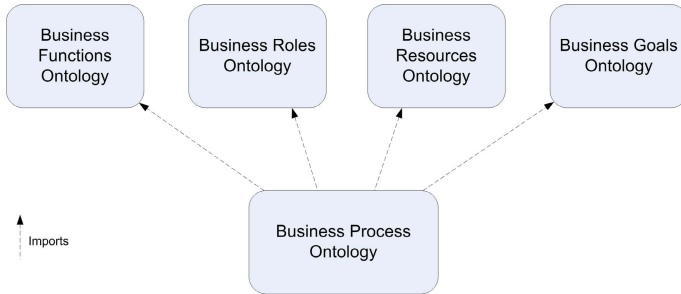 Business
Functions
Ontology
Business Roles
Ontology
Business
Resources
Ontology
Business Goals
Ontology
Business Process
Ontology
Imports